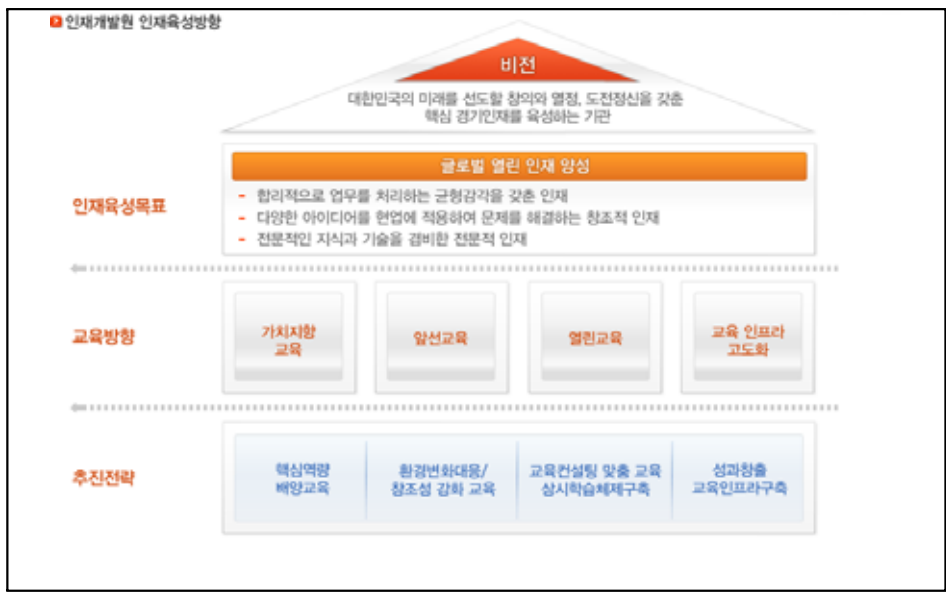 인재개발원 인재육성방향
비전
대한민국의 미래를 선도할 창의와 열정, 도전정신을 갖춘
핵심 경기인재를 육성하는 기관
인재육성목표
글로벌 열린 인재 양성
- 합리적으로 업무를 처리하는 균형감각을 갖춘 인재
- 다양한 아이디어를 현업에 적용하여 문제를 해결하는 창조적 인재
- 전문적인 지식과 기술을 겸비한 전문적 인재
교육방향
가치지향
교육
앞선교육
열린교육
교육 인프라
고도화
추진전략
핵심역량
배양교육
환경변화대응/
창조성 강화 교육
교육컨설팅 맞춤 교육
상시학습체제구축
성과창출
교육인프라구축